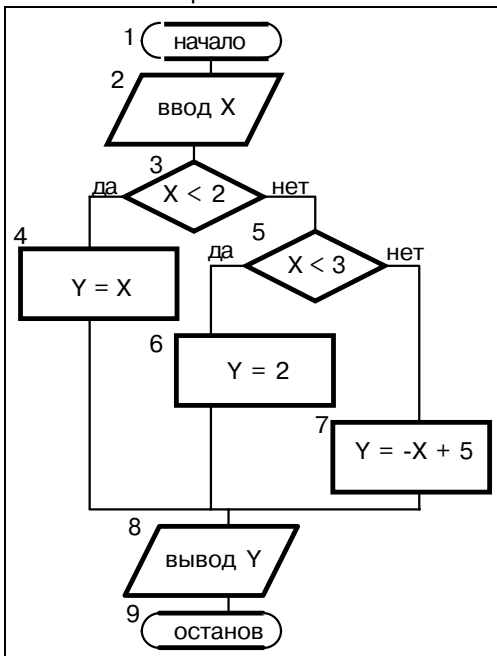 1 начало
2
ввод X
3
да X < 2 нет
4 5
да X < 3 нет
Y = X
6
Y = 2
7
Y = -X + 5
8
вывод Y
9
останов